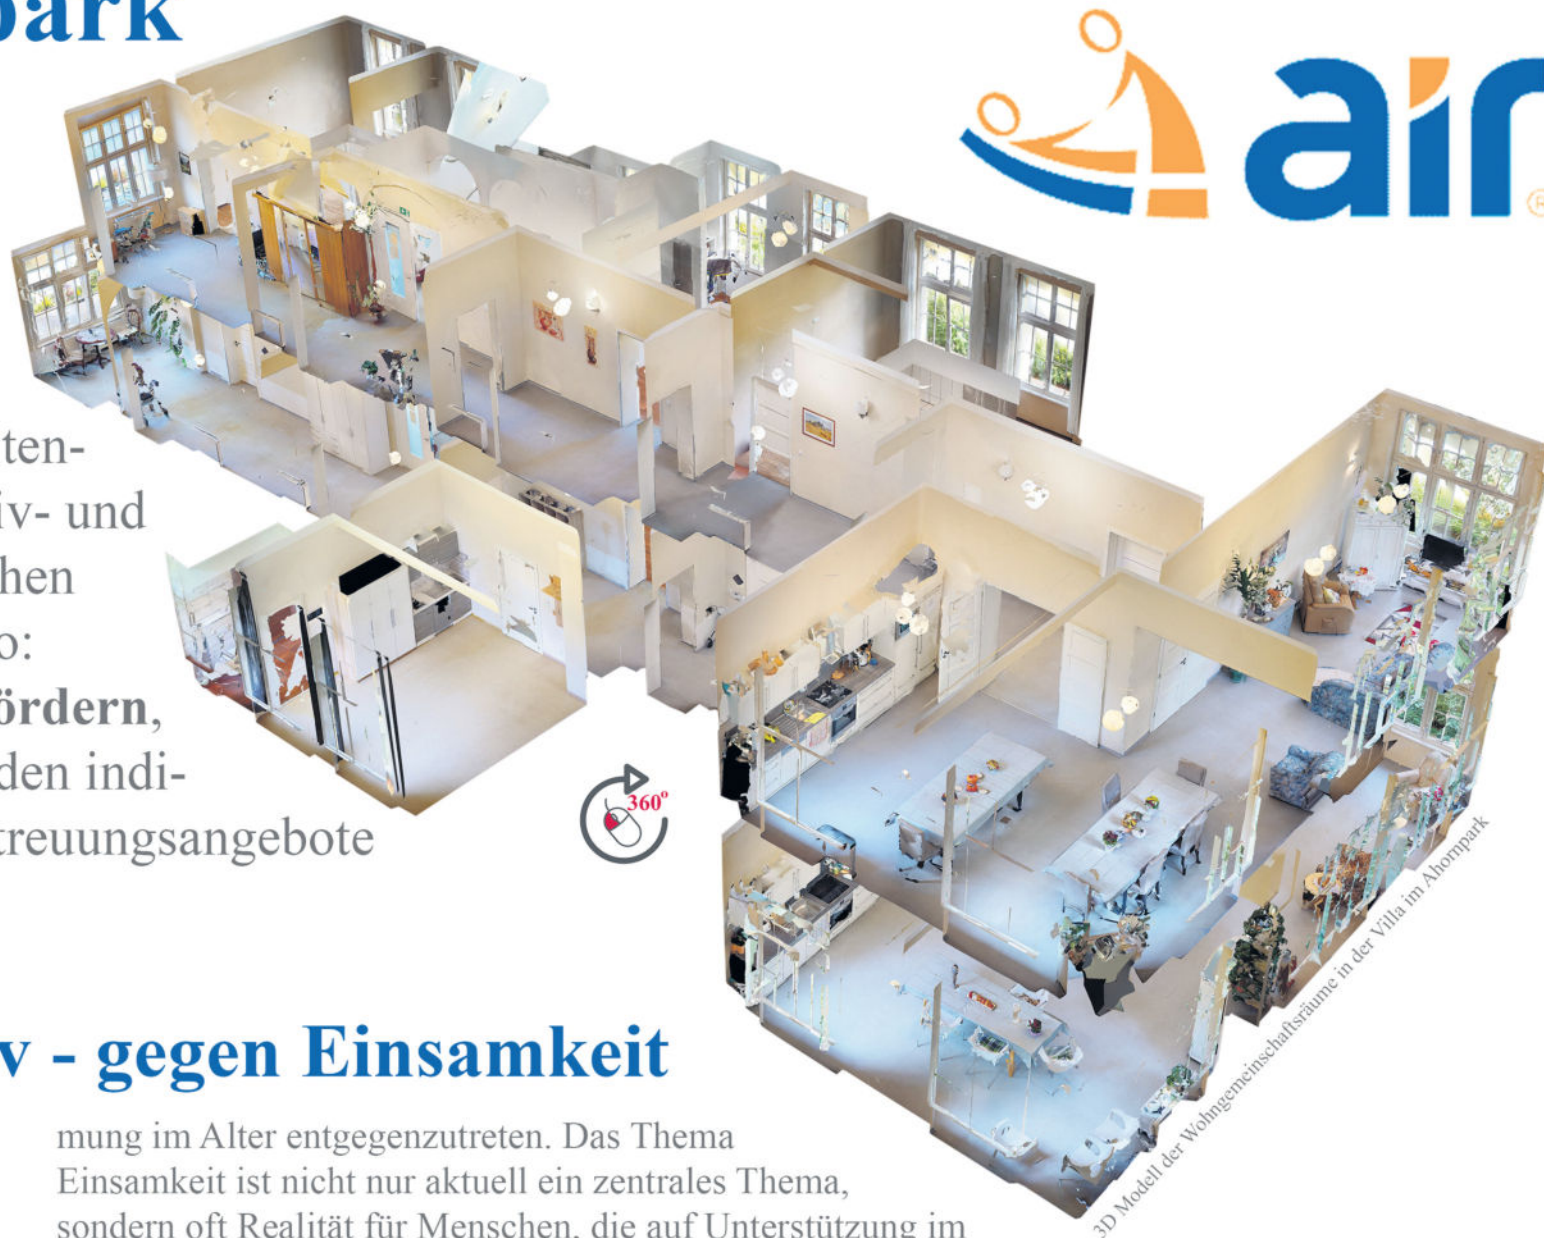 park
air
®
ten-
iv- und
chen
o:
ördern,
den indi-
treuungsangebote
360°
3D Modell der Wohngemeinschaftsräume in der Villa im Ahornpark
v - gegen Einsamkeit
mung im Alter entgegenzutreten. Das Thema
Einsamkeit ist nicht nur aktuell ein zentrales Thema,
sondern oft Realität für Menschen, die auf Unterstützung im